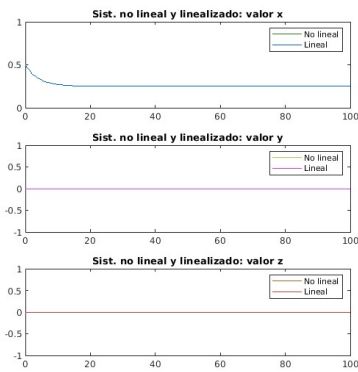 Sist. no lineal y linealizado: valor x
1
0.5
0
No lineal
Lineal
0 20 40 60 80 100
Sist. no lineal y linealizado: valor y
1
0.5
0
-0.5
-1
No lineal
Lineal
0 20 40 60 80 100
Sist. no lineal y linealizado: valor z
1
0.5
0
-0.5
-1
No lineal
Lineal
0 20 40 60 80 100